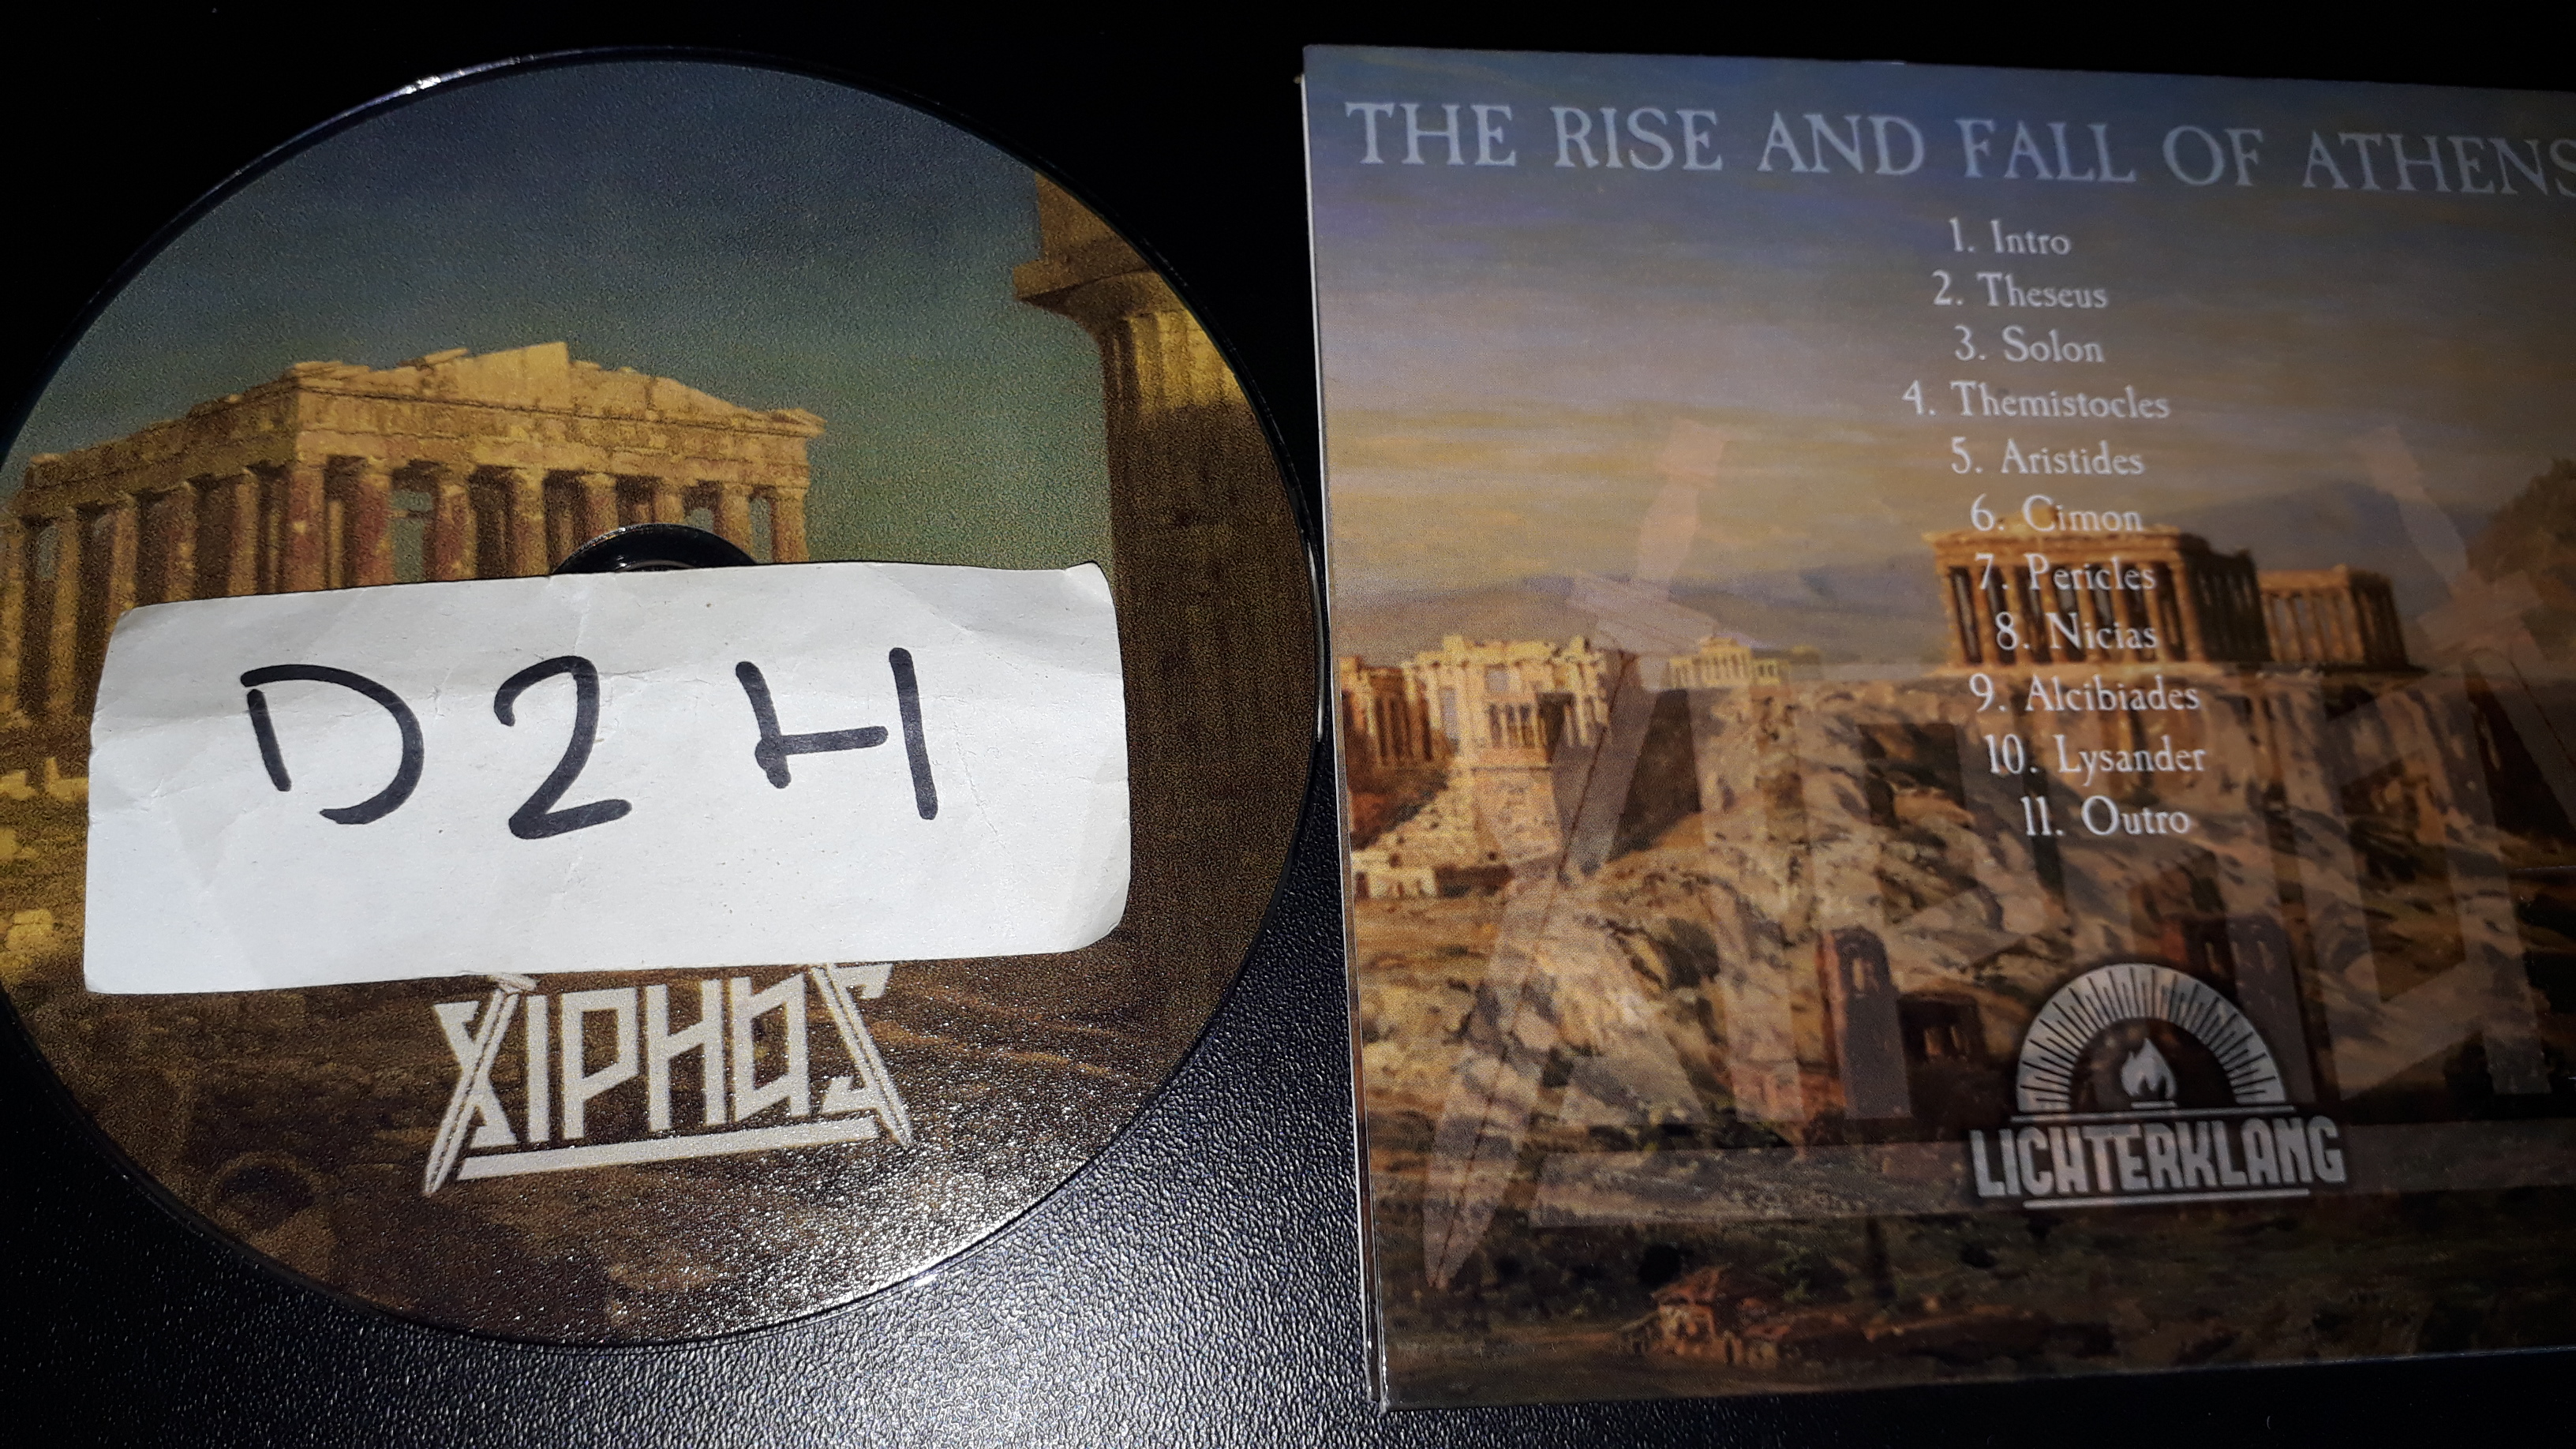 D2H
XIPHOS
THE RISE AND FALL OF ATHENS
1. Intro
2. Theseus
3. Solon
4. Themistocles
5. Aristides
6. Cimon
7. Pericles
8. Nicias
9. Alcibiades
10. Lysander
11. Outro
LICHTERKLANG